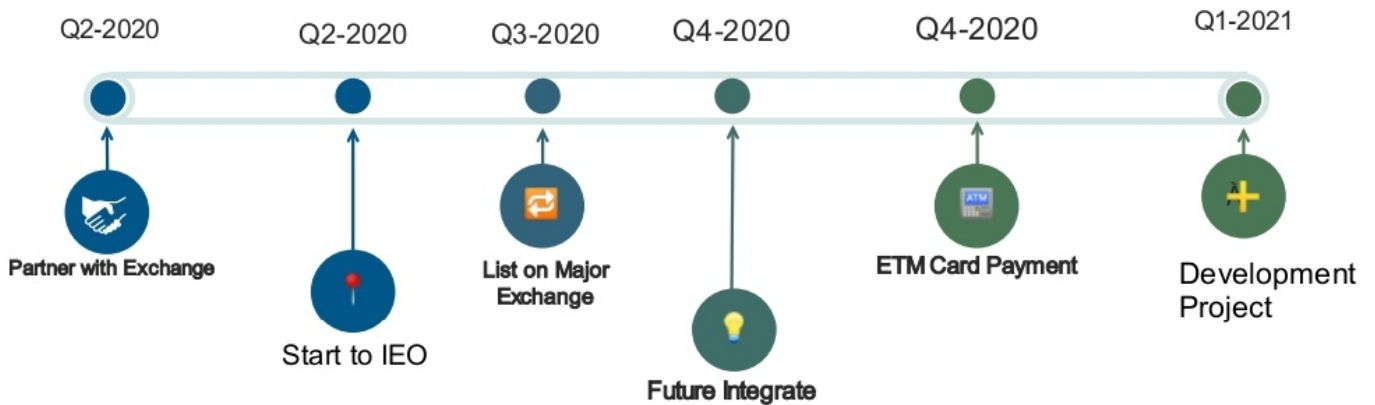 Q2-2020
Q2-2020
Q3-2020
Q4-2020
Q4-2020
Q1-2021
Partner with Exchange
Start to IEO
List on Major
Exchange
Future Integrate
ATM
ETM Card Payment
Development
Project